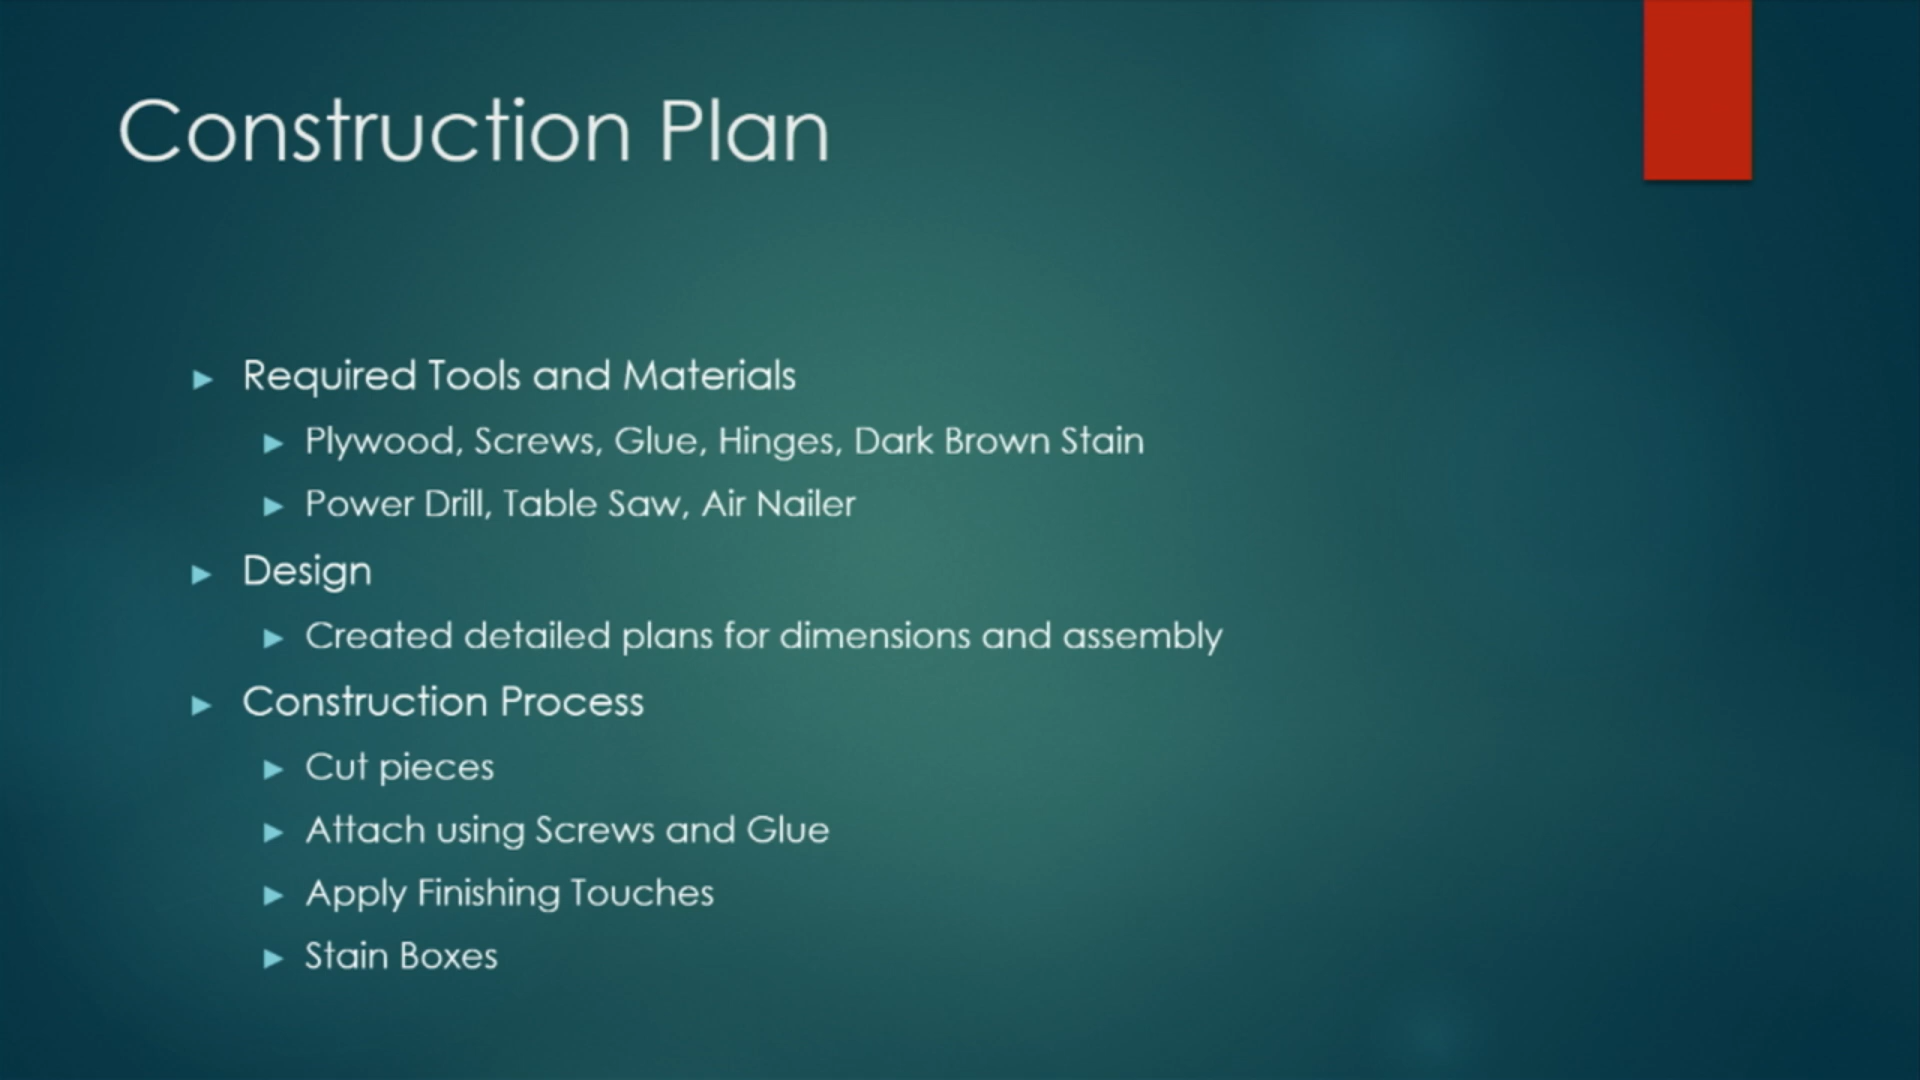 Construction Plan
Required Tools and Materials
Plywood, Screws, Glue, Hinges, Dark Brown Stain
Power Drill, Table Saw, Air Nailer
Design
Created detailed plans for dimensions and assembly
Construction Process
Cut pieces
Attach using Screws and Glue
Apply Finishing Touches
Stain Boxes